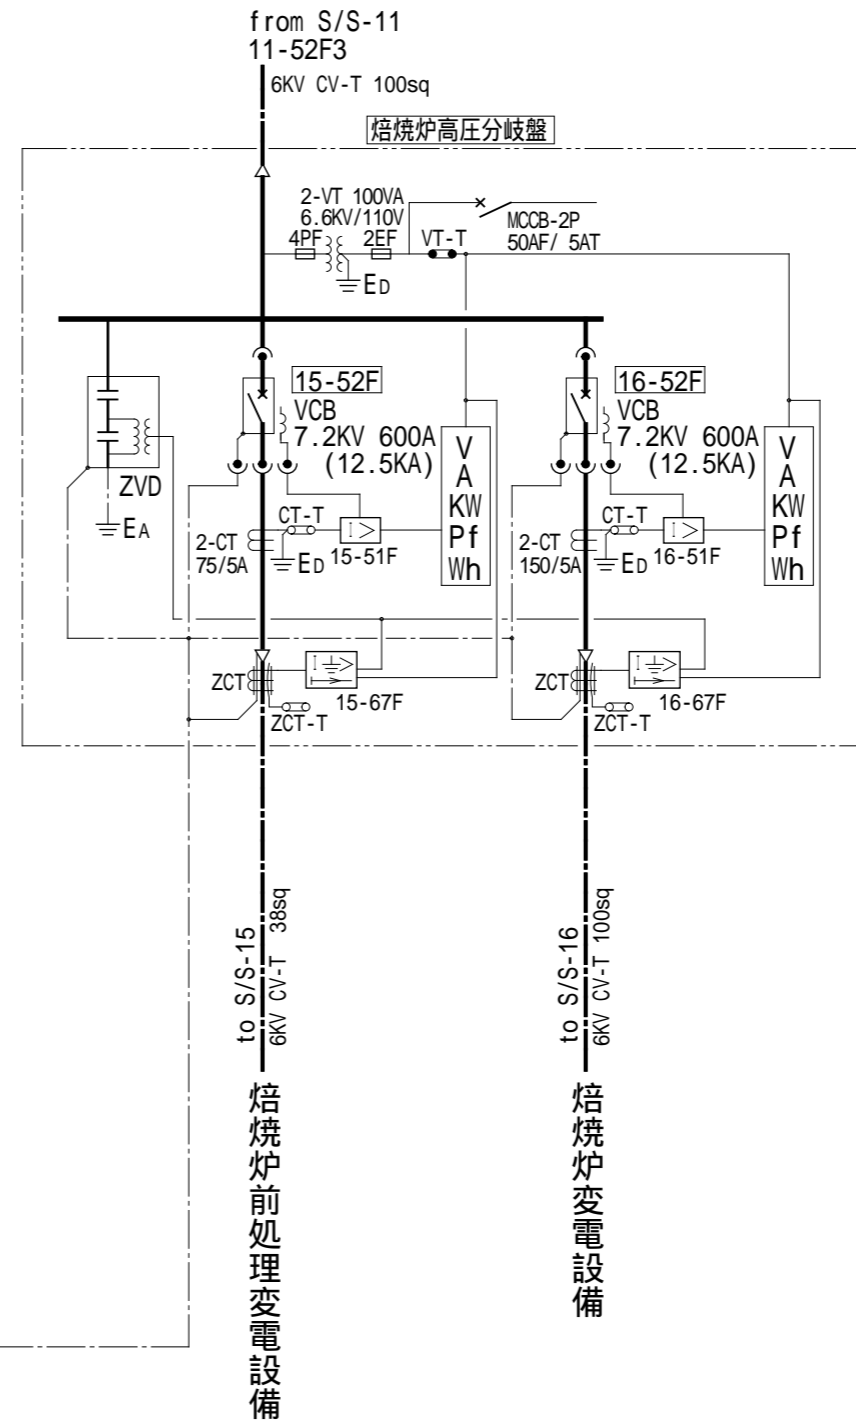 from S/S-11
11-52F3
6KV CV-T 100sq
焙焼炉高圧分岐盤
2-VT 100VA
6.6KV/110V
4PF
2EF
VT-T
MCCB-2P
50AF/ 5AT
ED
15-52F
VCB
7.2KV 600A
(12.5KA)
16-52F
VCB
7.2KV 600A
(12.5KA)
ZVD
EA
V
A
KW
Pf
Wh
V
A
KW
Pf
Wh
2-CT
75/5A
CT-T
ED
I>
15-51F
2-CT
150/5A
CT-T
ED
I>
16-51F
ZCT
I
15-67F
ZCT-T
ZCT
I
16-67F
ZCT-T
to S/S-15
6KV CV-T 38sq
to S/S-16
6KV CV-T 100sq
焙焼炉前処理変電設備
焙焼炉変電設備